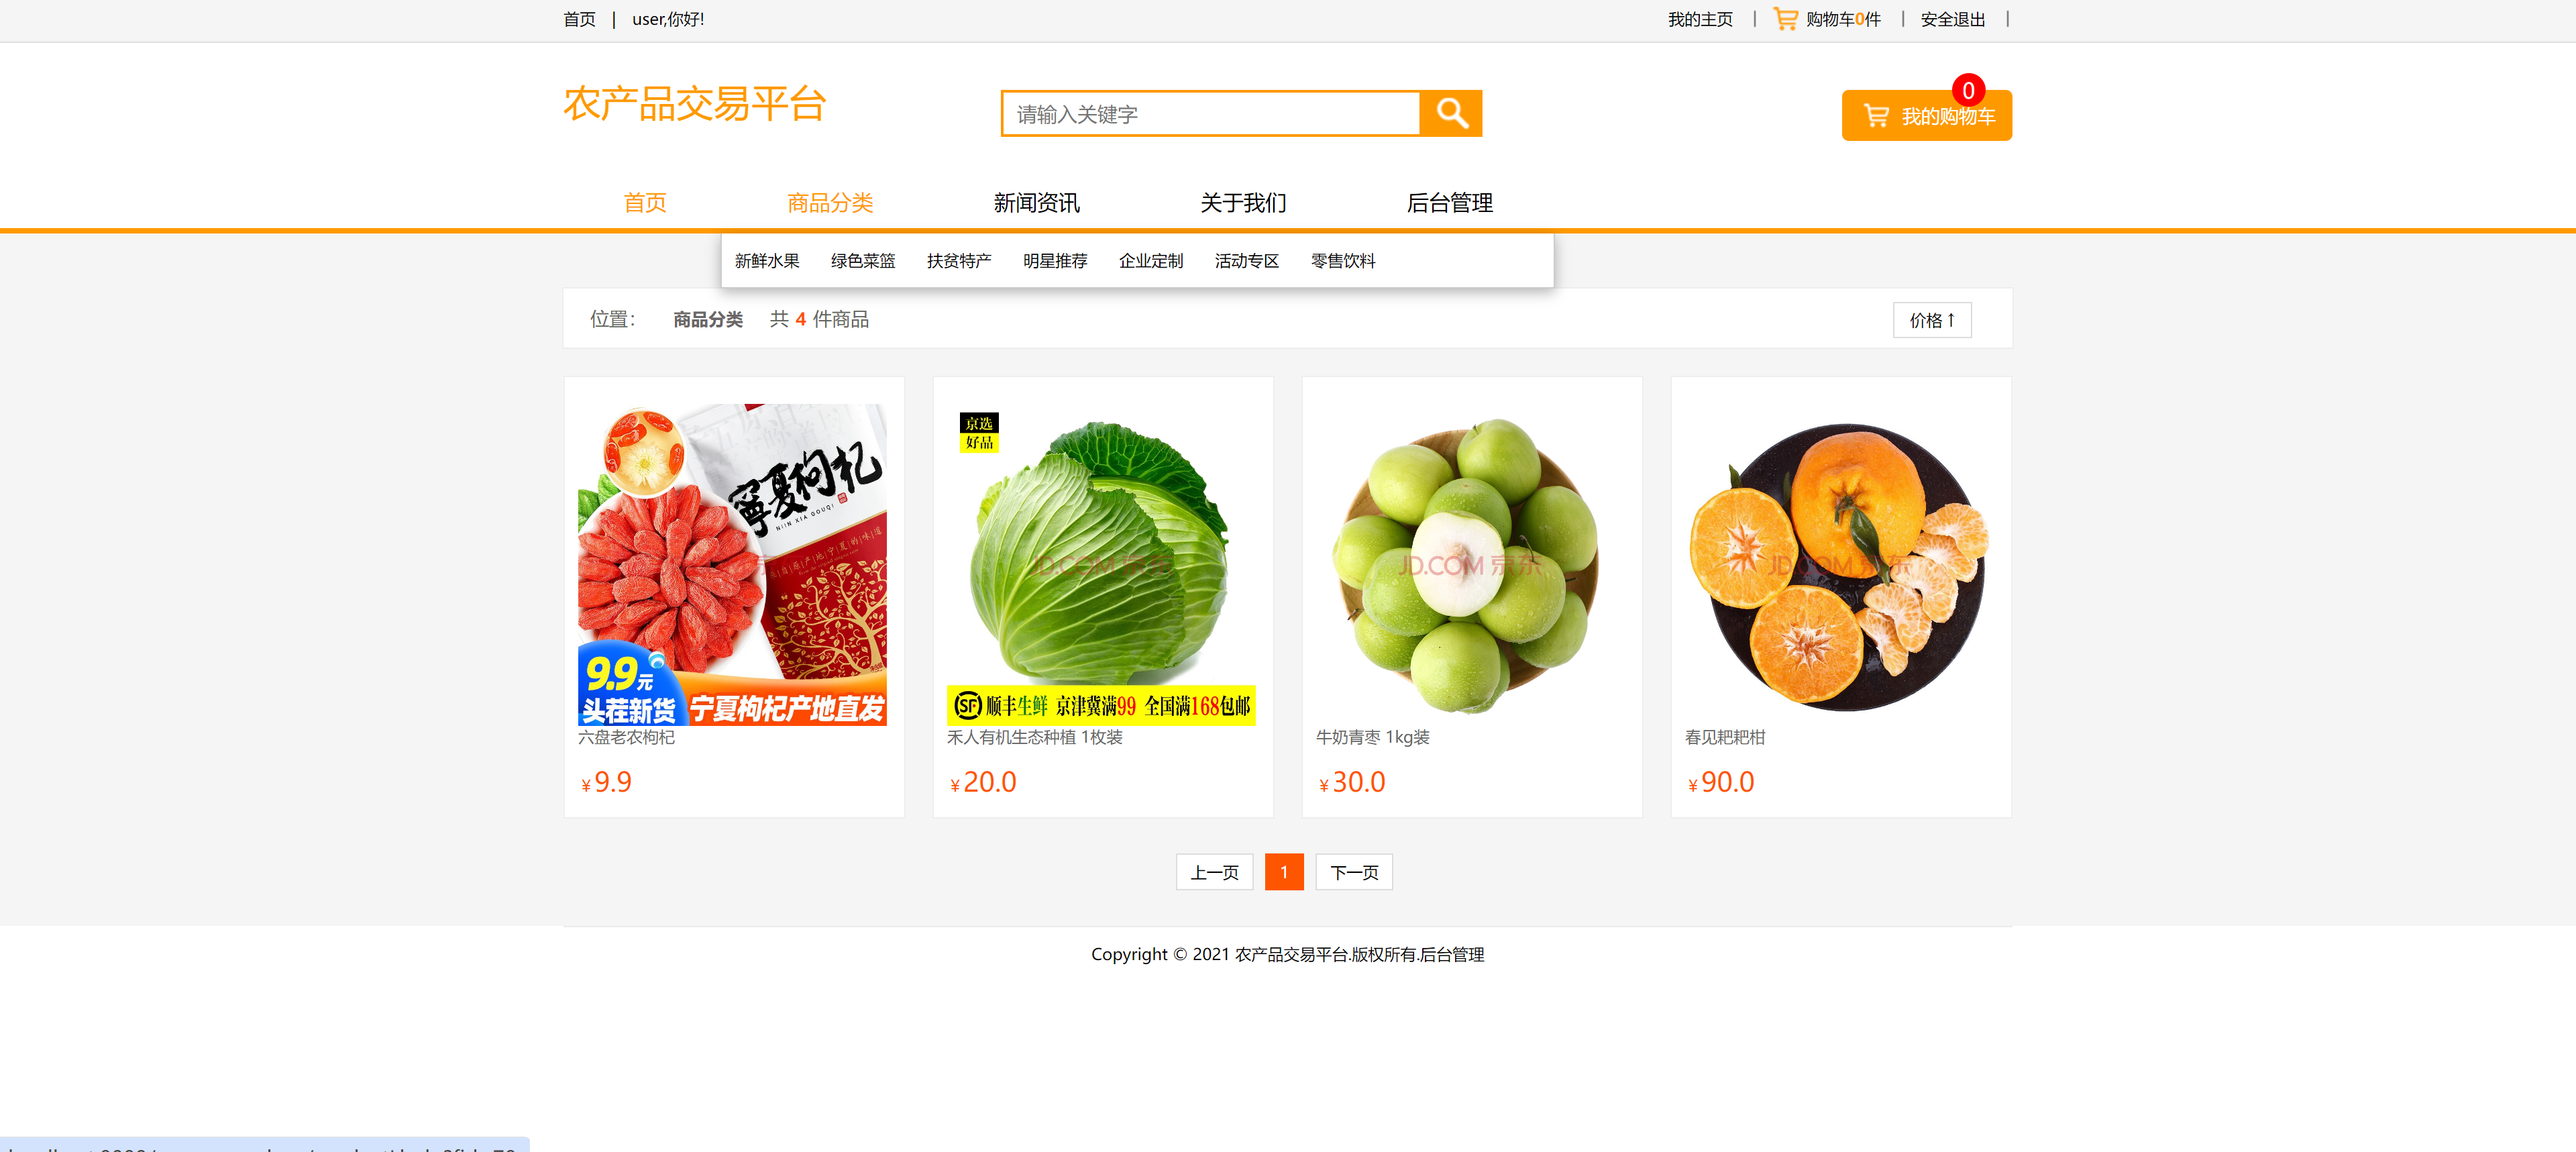 首页 | user,你好!
我的主页 | 购物车0件 | 安全退出 |
农产品交易平台
请输入关键字
0
我的购物车
首页 商品分类 新闻资讯 关于我们 后台管理
新鲜水果 绿色菜篮 扶贫特产 明星推荐 企业定制 活动专区 零售饮料
位置： 商品分类 共 4 件商品
价格↑
寧夏枸杞
NIN XIA GOUQI
9.9元
头茬新货
宁夏枸杞产地直发
六盘老农枸杞
¥9.9
京选
好品
JD.COM 京东
SF 顺丰生鲜 京津冀满99 全国满168包邮
禾人有机生态种植 1枚装
¥20.0
JD.COM 京东
牛奶青枣 1kg装
¥30.0
JD.COM 京东
春见耙耙柑
¥90.0
上一页 1 下一页
Copyright © 2021 农产品交易平台.版权所有.后台管理